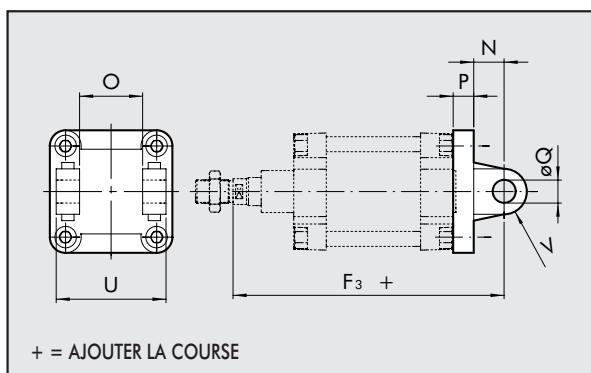 O
U
P
N
øQ
V
F3 +
+ = AJOUTER LA COURSE